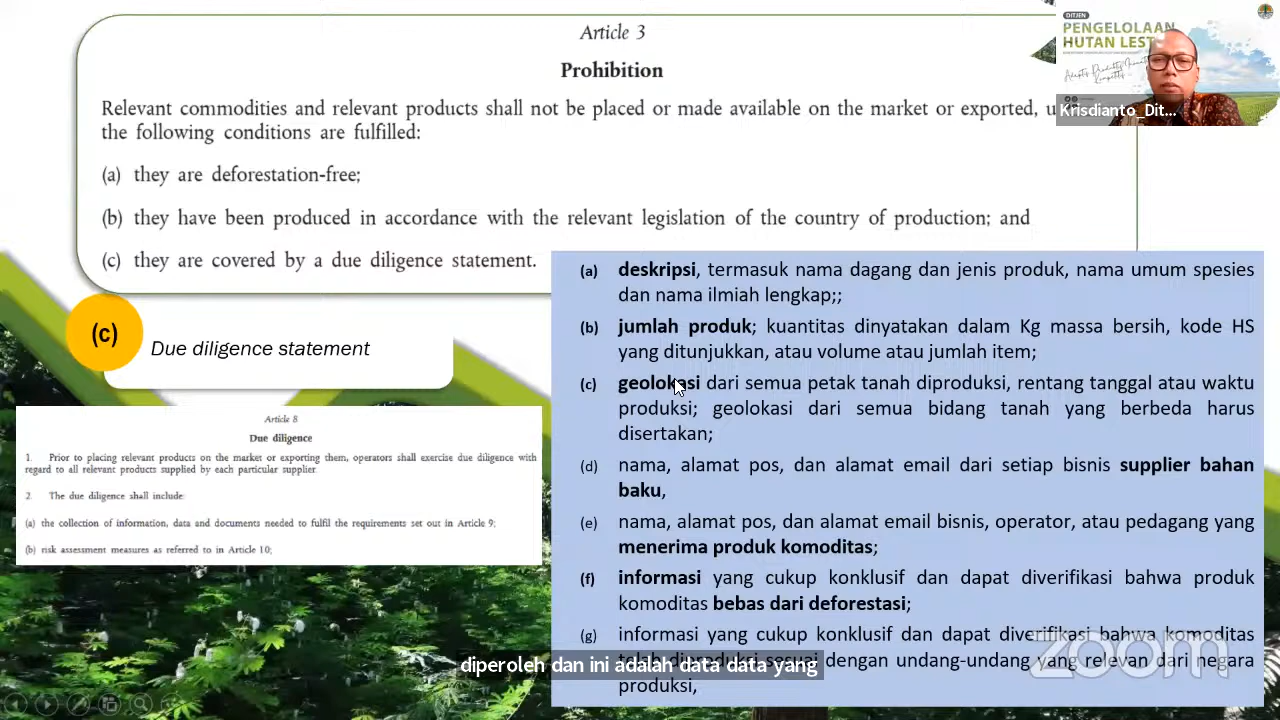 Article 3
Prohibition
Relevant commodities and relevant products shall not be placed or made available on the market or exported,
the following conditions are fulfilled:
(a) they are deforestation-free;
(b) they have been produced in accordance with the relevant legislation of the country of production; and
(c) they are covered by a due diligence statement.
DITJEN
PENGELOLAAN
HUTAN LEST
Krisdianto_Dit...
(c)
Due diligence statement
Article 8
Due diligence
1. Prior to placing relevant products on the market or exporting them, operators shall exercise due diligence with
regard to all relevant products supplied by each particular supplier.
2. The due diligence shall include:
(a) the collection of information, data and documents needed to fulfil the requirements set out in Article 9;
(b) risk assessment measures as referred to in Article 10;
(a) deskripsi, termasuk nama dagang dan jenis produk, nama umum spesies
dan nama ilmiah lengkap;;
(b) jumlah produk; kuantitas dinyatakan dalam Kg massa bersih, kode HS
yang ditunjukkan, atau volume atau jumlah item;
(c) geolokasi dari semua petak tanah diproduksi, rentang tanggal atau waktu
produksi; geolokasi dari semua bidang tanah yang berbeda harus
disertakan;
(d) nama, alamat pos, dan alamat email dari setiap bisnis supplier bahan
baku,
(e) nama, alamat pos, dan alamat email bisnis, operator, atau pedagang yang
menerima produk komoditas;
(f) informasi yang cukup konklusif dan dapat diverifikasi bahwa produk
komoditas bebas dari deforestasi;
(g) informasi yang cukup konklusif dan dapat diverifikasi bahwa komoditas
dengan undang-undang yang relevan dari negara
produksi,
diperoleh dan ini adalah data data yang
zoom